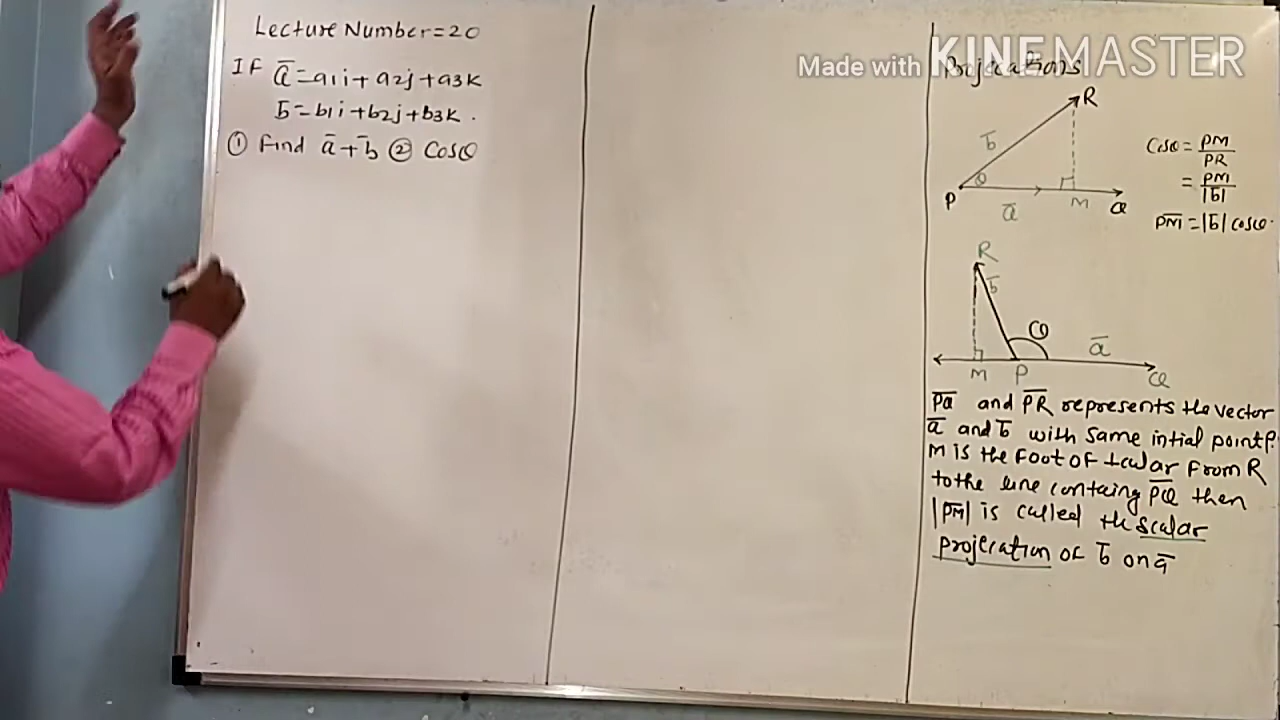 Lecture Number=20
IF a̅=a1i+a2j+a3k
b̅=b1i+b2j+b3k.
① Find a̅+b̅ ② Cosθ
Made with KINEMASTER
Projections
R
b̅
θ
P
a̅
M
Q
Cosθ = PM/PR
= PM/|b̅|
P̅M̅ = |b̅| cosθ.
R
b̅
θ
a̅
M
P
Q
P̅Q̅ and P̅R̅ represents the vector
a̅ and b̅ with same intial point P.
M is the Foot of ⊥cular From R
to the line containg P̅Q̅ then
|P̅M̅| is called th scalar
projection of b̅ on a̅